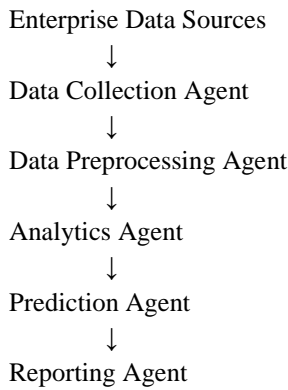 Enterprise Data Sources
↓
Data Collection Agent
↓
Data Preprocessing Agent
↓
Analytics Agent
↓
Prediction Agent
↓
Reporting Agent